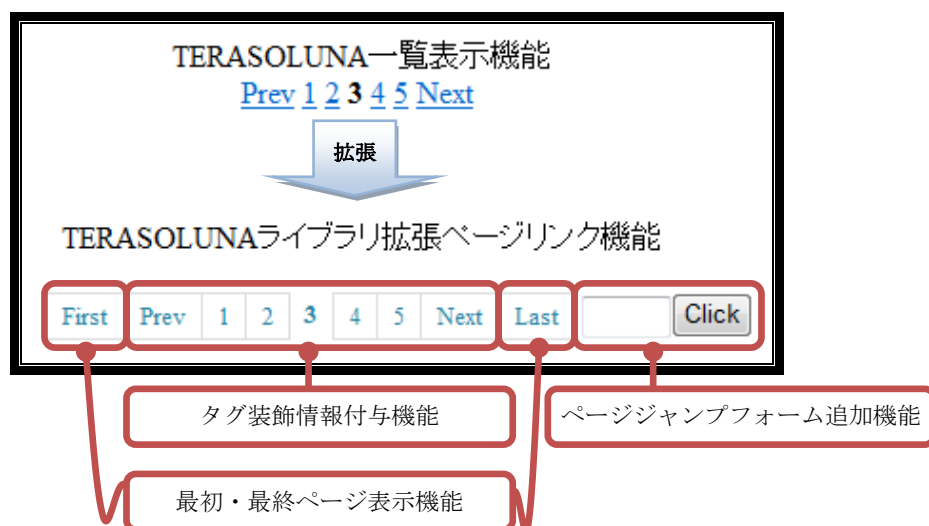 TERASOLUNA一覧表示機能
Prev 1 2 3 4 5 Next
拡張
TERASOLUNAライブラリ拡張ページリンク機能
First Prev 1 2 3 4 5 Next Last Click
タグ装飾情報付与機能 ページジャンプフォーム追加機能
最初・最終ページ表示機能